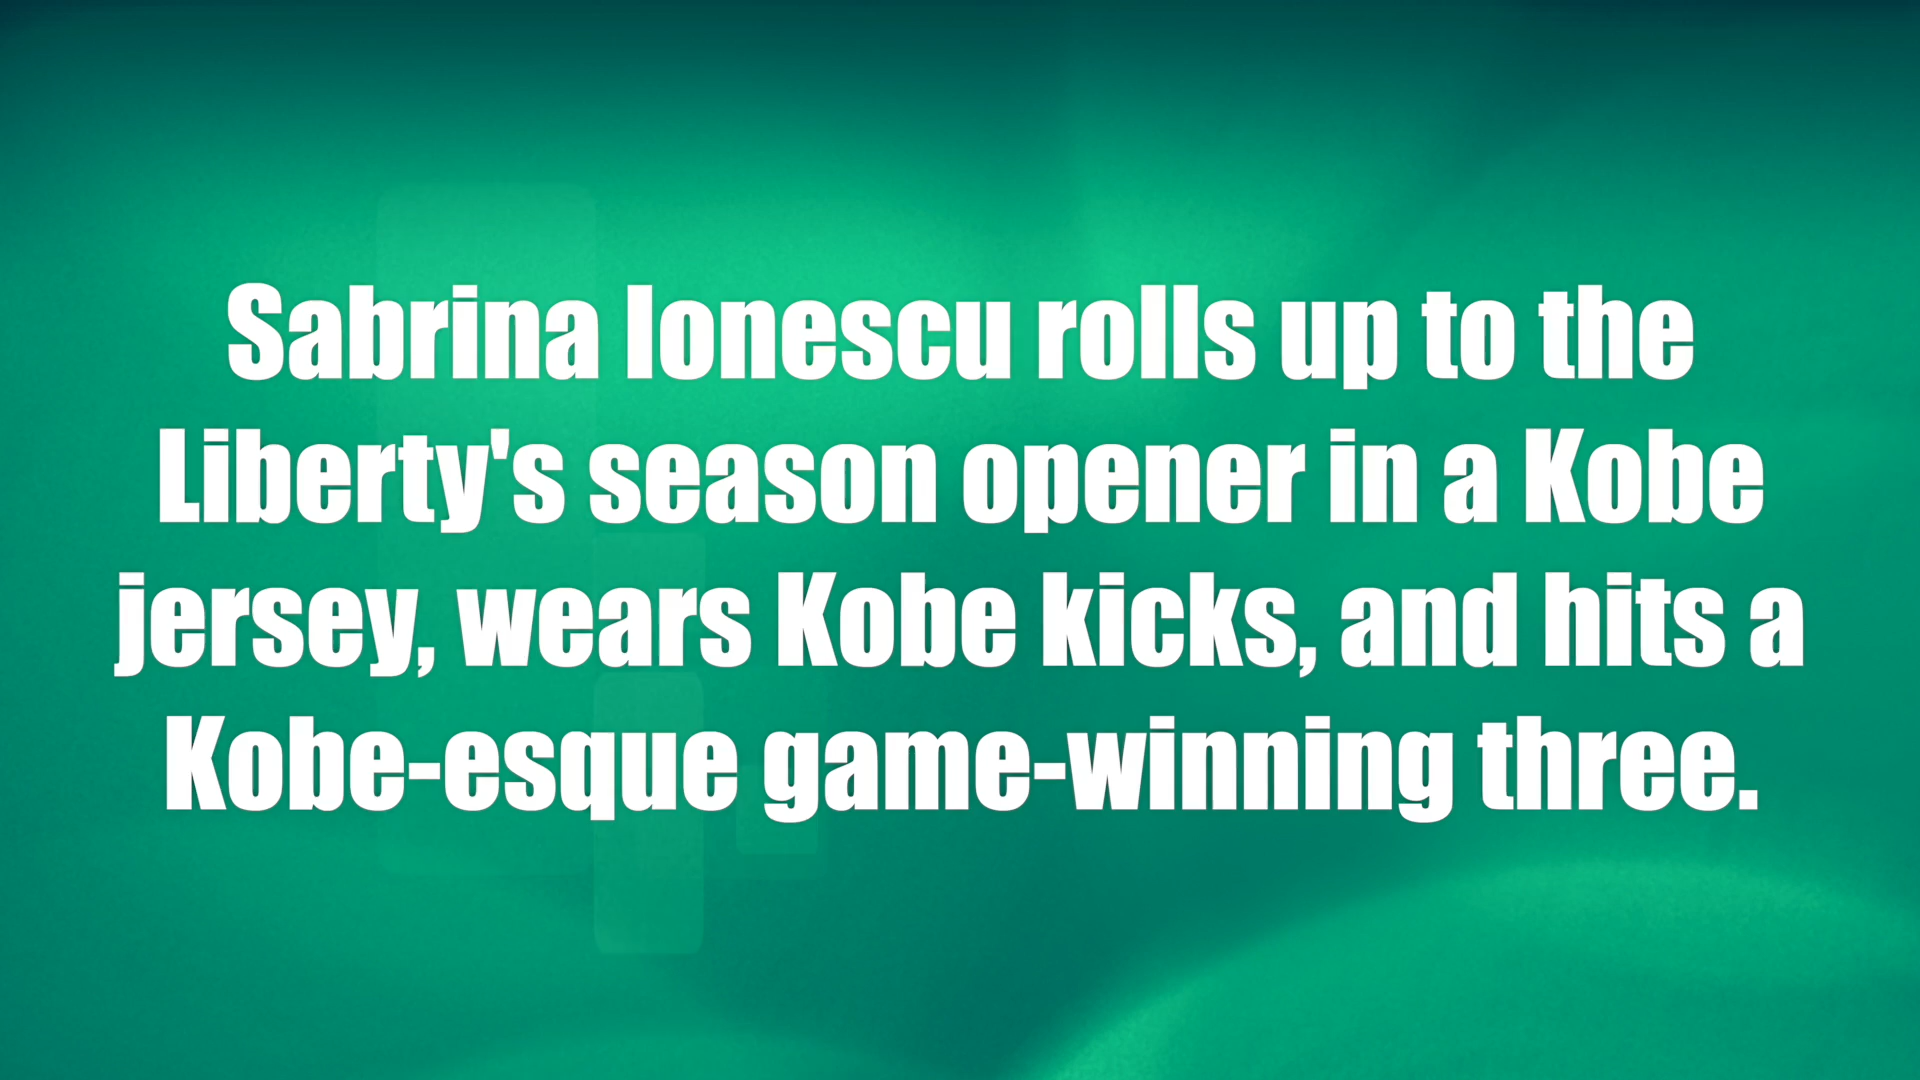 Sabrina Ionescu rolls up to the
Liberty's season opener in a Kobe
jersey, wears Kobe kicks, and hits a
Kobe-esque game-winning three.